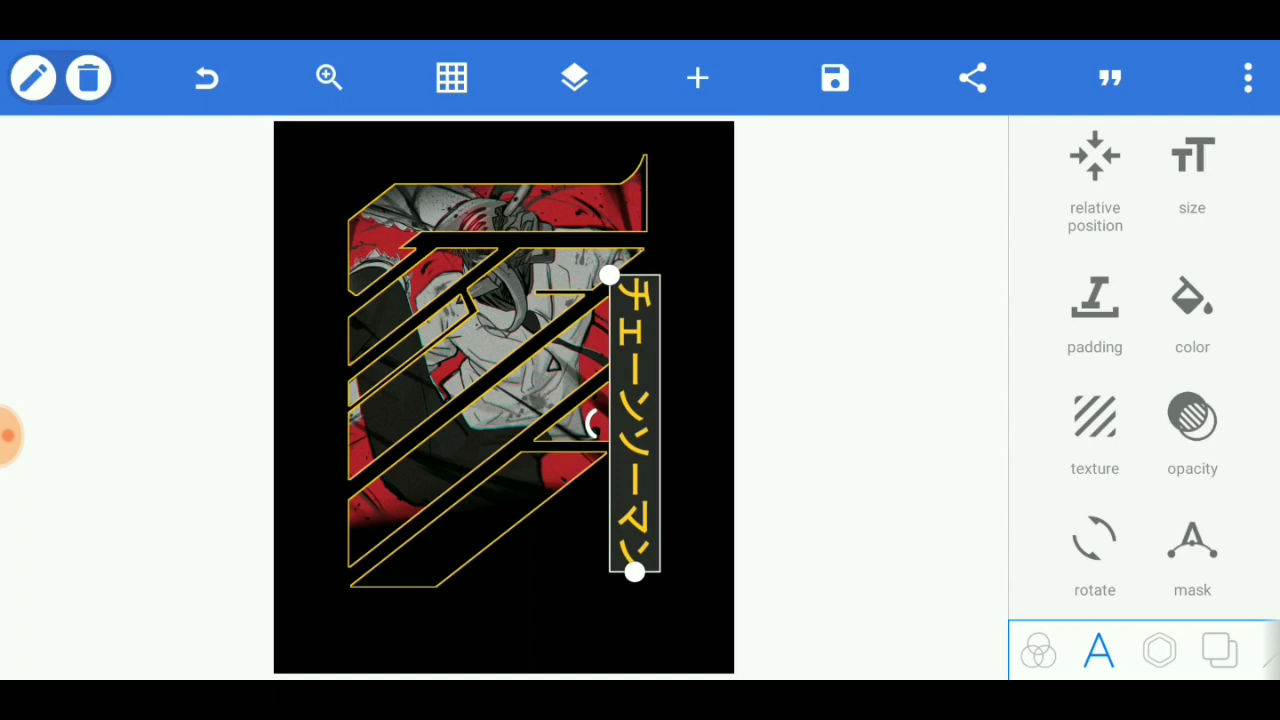 チェーンソーマン
relative
position
size
padding
color
texture
opacity
rotate
mask